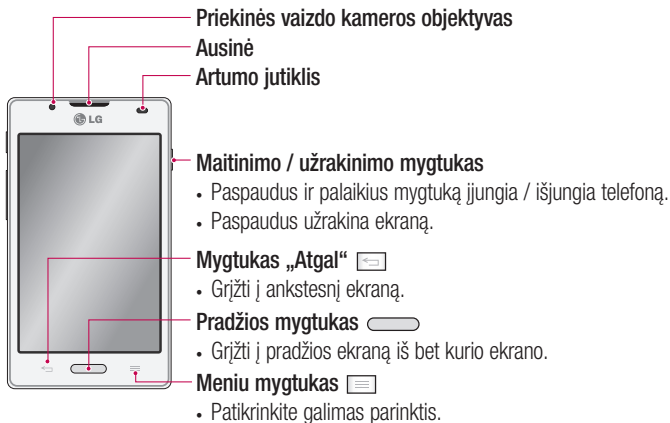 Priekinės vaizdo kameros objektyvas
Ausinė
Artumo jutiklis
LG
Maitinimo / užrakinimo mygtukas
• Paspaudus ir palaikius mygtuką įjungia / išjungia telefoną.
• Paspaudus užrakina ekraną.
Mygtukas „Atgal“
• Grįžti į ankstesnį ekraną.
Pradžios mygtukas
• Grįžti į pradžios ekraną iš bet kurio ekrano.
Meniu mygtukas
• Patikrinkite galimas parinktis.